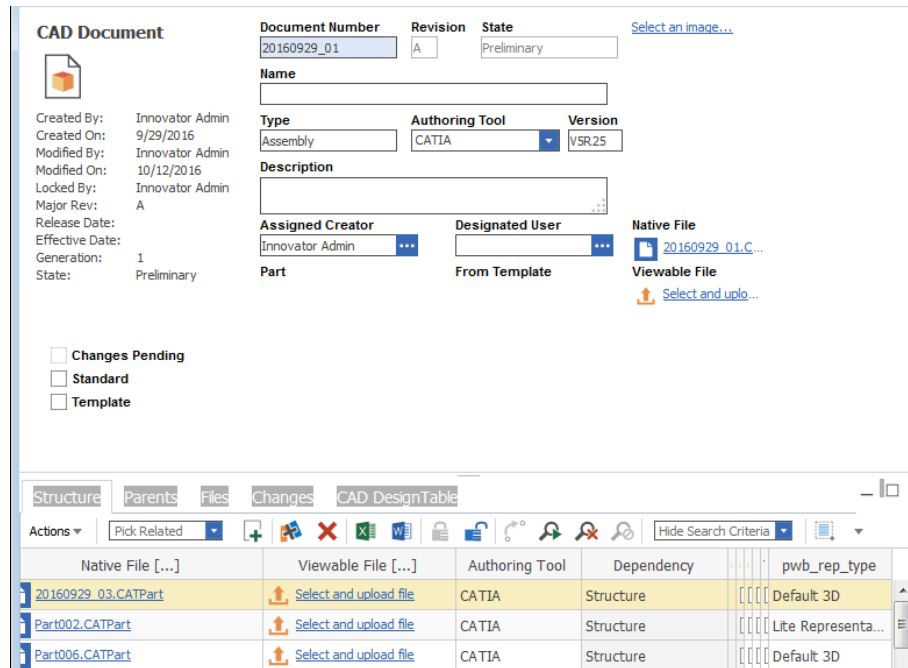 CAD Document
Document Number Revision State
20160929_01 A Preliminary
Select an image...
Name
Created By: Innovator Admin
Created On: 9/29/2016
Modified By: Innovator Admin
Modified On: 10/12/2016
Locked By: Innovator Admin
Major Rev: A
Release Date:
Effective Date:
Generation: 1
State: Preliminary
Type Authoring Tool Version
Assembly CATIA V5R25
Description
Assigned Creator Designated User Native File
Innovator Admin 20160929_01.C...
Part From Template Viewable File
Select and uplo...
Changes Pending
Standard
Template
Structure Parents Files Changes CAD DesignTable
Actions Pick Related Hide Search Criteria
Native File [...] Viewable File [...] Authoring Tool Dependency pwb_rep_type
20160929_03.CATPart Select and upload file CATIA Structure Default 3D
Part002.CATPart Select and upload file CATIA Structure Lite Representa...
Part006.CATPart Select and upload file CATIA Structure Default 3D